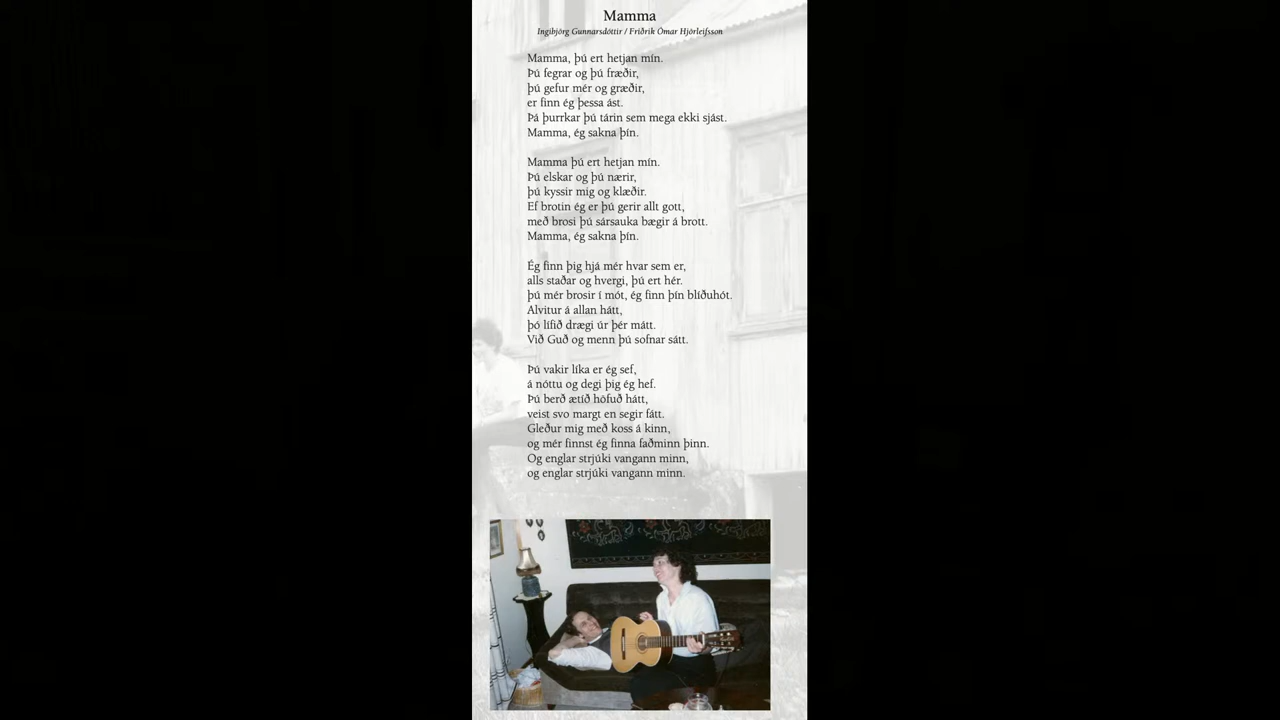 Mamma
Ingibjörg Gunnarsdóttir / Friðrik Ómar Hjörleifsson
Mamma, þú ert hetjan mín.
Þú fegrar og þú fræðir,
þú gefur mér og græðir,
er finn ég þessa ást.
Þá þurrkar þú tárin sem mega ekki sjást.
Mamma, ég sakna þín.
Mamma þú ert hetjan mín.
Þú elskar og þú nærir,
þú kyssir mig og klæðir.
Ef brotin ég er þú gerir allt gott,
með brosi þú sársauka bægir á brott.
Mamma, ég sakna þín.
Ég finn þig hjá mér hvar sem er,
alls staðar og hvergi, þú ert hér.
þú mér brosir í mót, ég finn þín blíðuhót.
Alvitur á allan hátt,
þó lífið drægi úr þér mátt.
Við Guð og menn þú sofnar sátt.
Þú vakir líka er ég sef,
á nóttu og degi þig ég hef.
Þú berð ætíð höfuð hátt,
veist svo margt en segir fátt.
Gleður mig með koss á kinn,
og mér finnst ég finna faðminn þinn.
Og englar strjúki vangann minn,
og englar strjúki vangann minn.